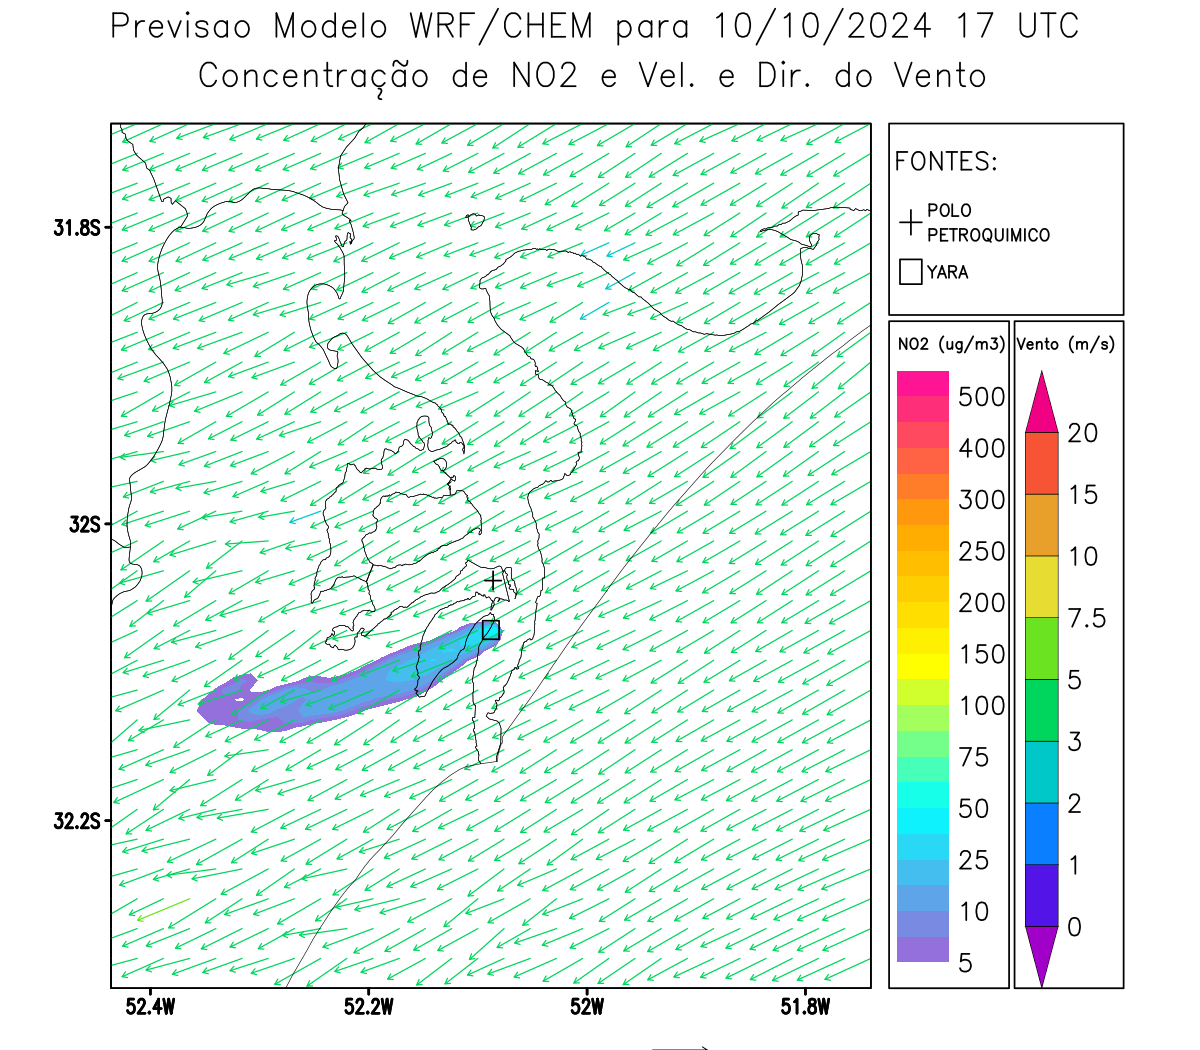 Previsao Modelo WRF/CHEM para 10/10/2024 17 UTC
Concentração de NO2 e Vel. e Dir. do Vento
FONTES:
POLO
PETROQUIMICO
YARA
NO2 (ug/m3)
500
400
300
250
200
150
100
75
50
25
10
5
Vento (m/s)
20
15
10
7.5
5
3
2
1
0
31.8S
32S
32.2S
52.4W
52.2W
52W
51.8W